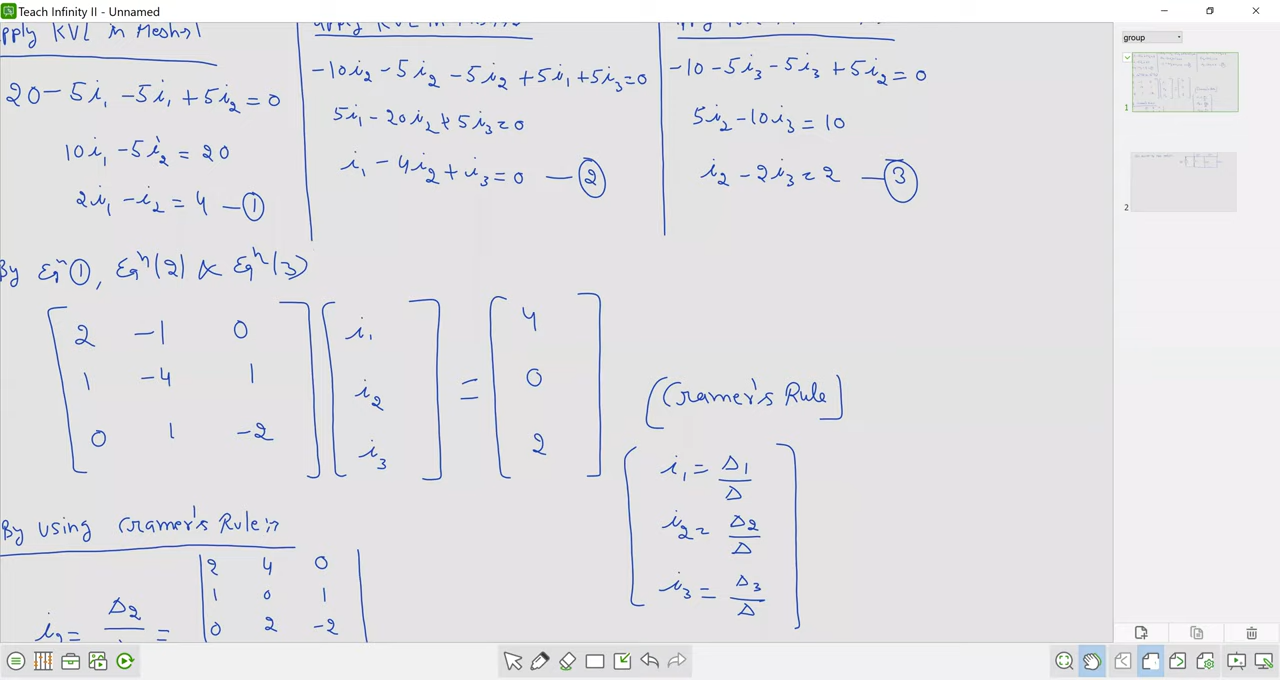 Teach Infinity II - Unnamed
Apply KVL in Mesh-1
20 - 5i₁ - 5i₁ + 5i₂ = 0
10i₁ - 5i₂ = 20
2i₁ - i₂ = 4 — ①
-10i₂ - 5i₂ - 5i₂ + 5i₁ + 5i₃ = 0
5i₁ - 20i₂ + 5i₃ = 0
i₁ - 4i₂ + i₃ = 0 — ②
-10 - 5i₃ - 5i₃ + 5i₂ = 0
5i₂ - 10i₃ = 10
i₂ - 2i₃ = 2 — ③
By Eqⁿ ①, Eqⁿ (2) & Eqⁿ (3)
2 -1 0 i₁ 4
1 -4 1 i₂ = 0
0 1 -2 i₃ 2
[Cramer's Rule]
i₁ = Δ1/Δ
i₂ = Δ2/Δ
i₃ = Δ3/Δ
By using Cramer's Rule:-
2 4 0
1 0 1
0 2 -2
i₂ = Δ2 =
group
1
2